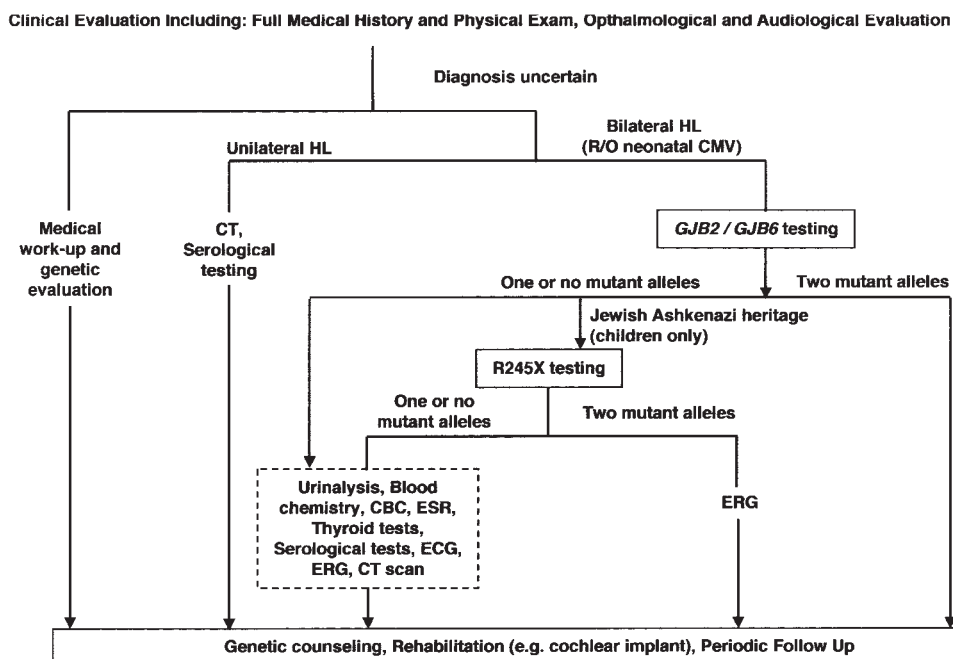 Clinical Evaluation Including: Full Medical History and Physical Exam, Opthalmological and Audiological Evaluation
Diagnosis uncertain
Bilateral HL
(R/O neonatal CMV)
Unilateral HL
Medical
work-up and
genetic
evaluation
CT,
Serological
testing
GJB2 / GJB6 testing
One or no mutant alleles
Two mutant alleles
Jewish Ashkenazi heritage
(children only)
R245X testing
One or no
mutant alleles
Two mutant alleles
Urinalysis, Blood
chemistry, CBC, ESR,
Thyroid tests,
Serological tests, ECG,
ERG, CT scan
ERG
Genetic counseling, Rehabilitation (e.g. cochlear implant), Periodic Follow Up